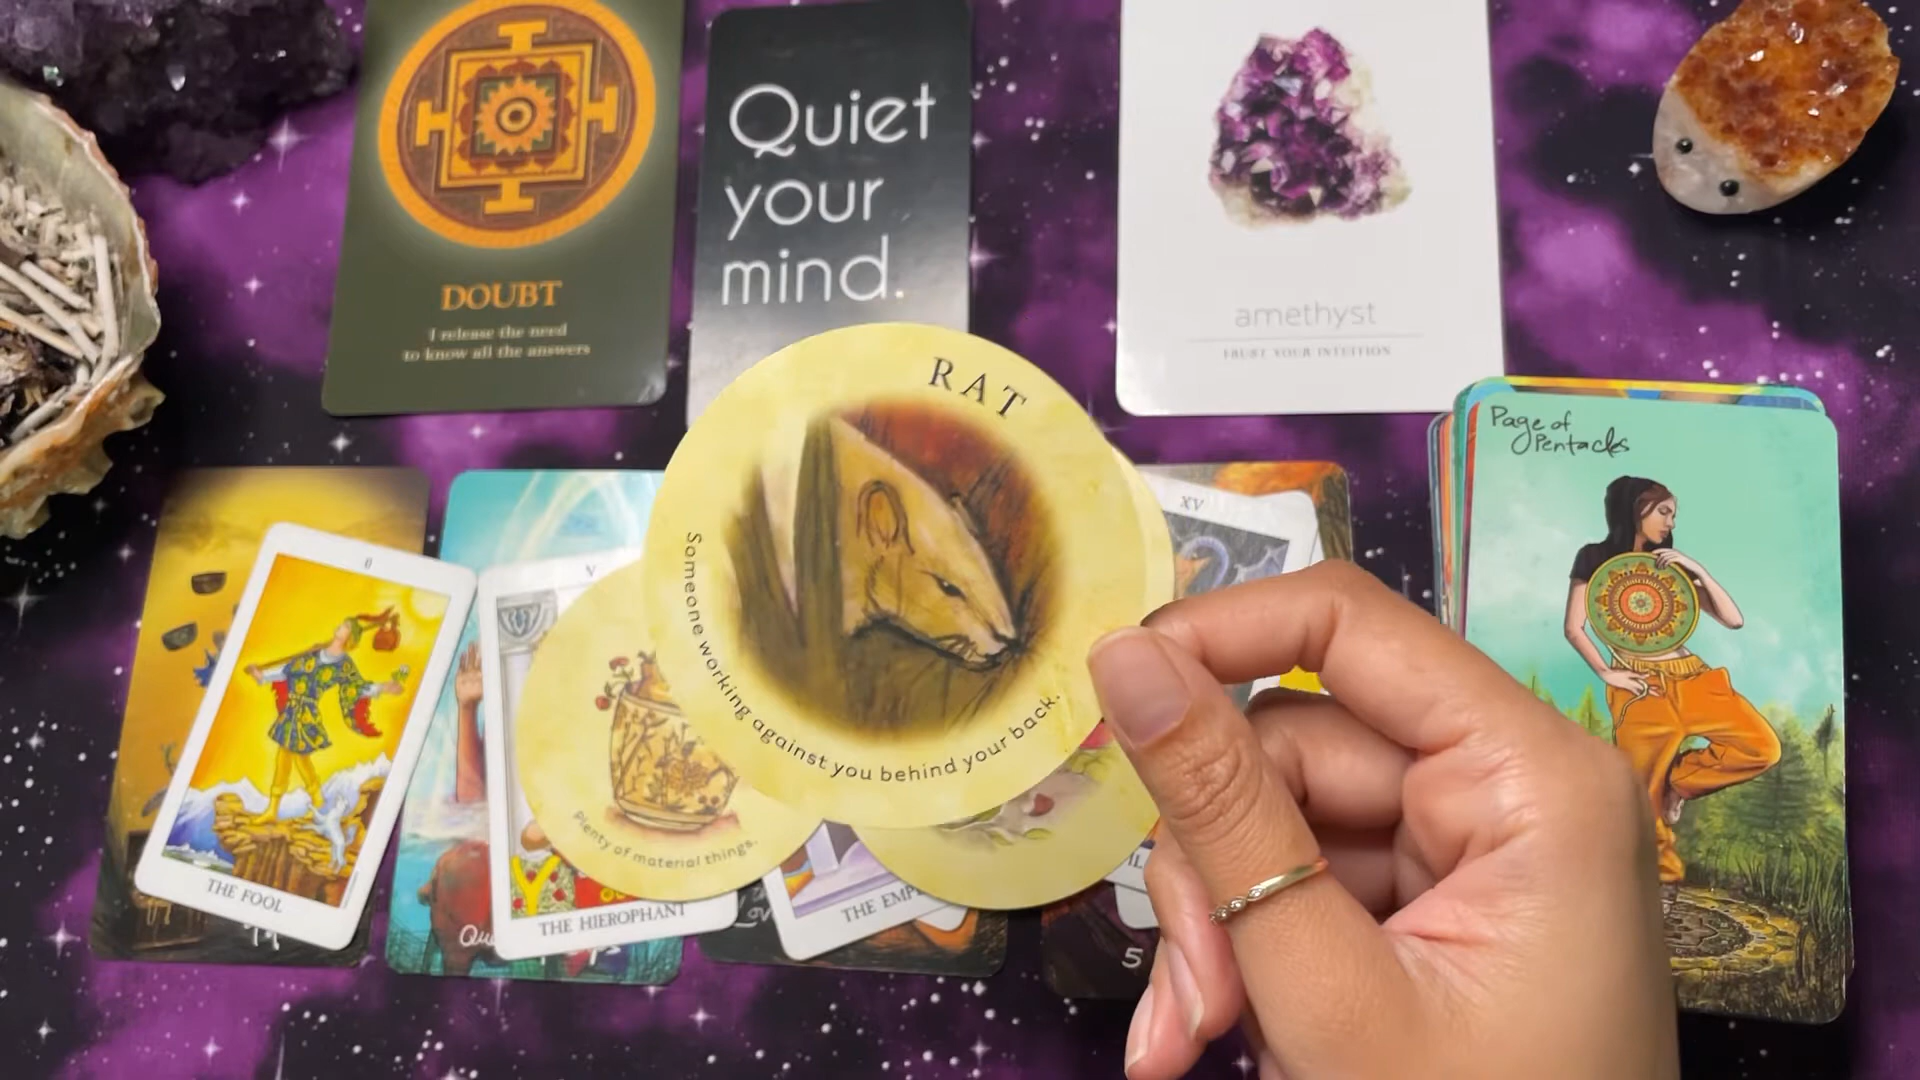 DOUBT
I release the need
to know all the answers
Quiet
your
mind.
amethyst
TRUST YOUR INTUITION
RAT
Someone working against you behind your back.
Page of
Pentacles
XV
0
THE FOOL
V
THE HIEROPHANT
Plenty of material things.
THE EMP
5